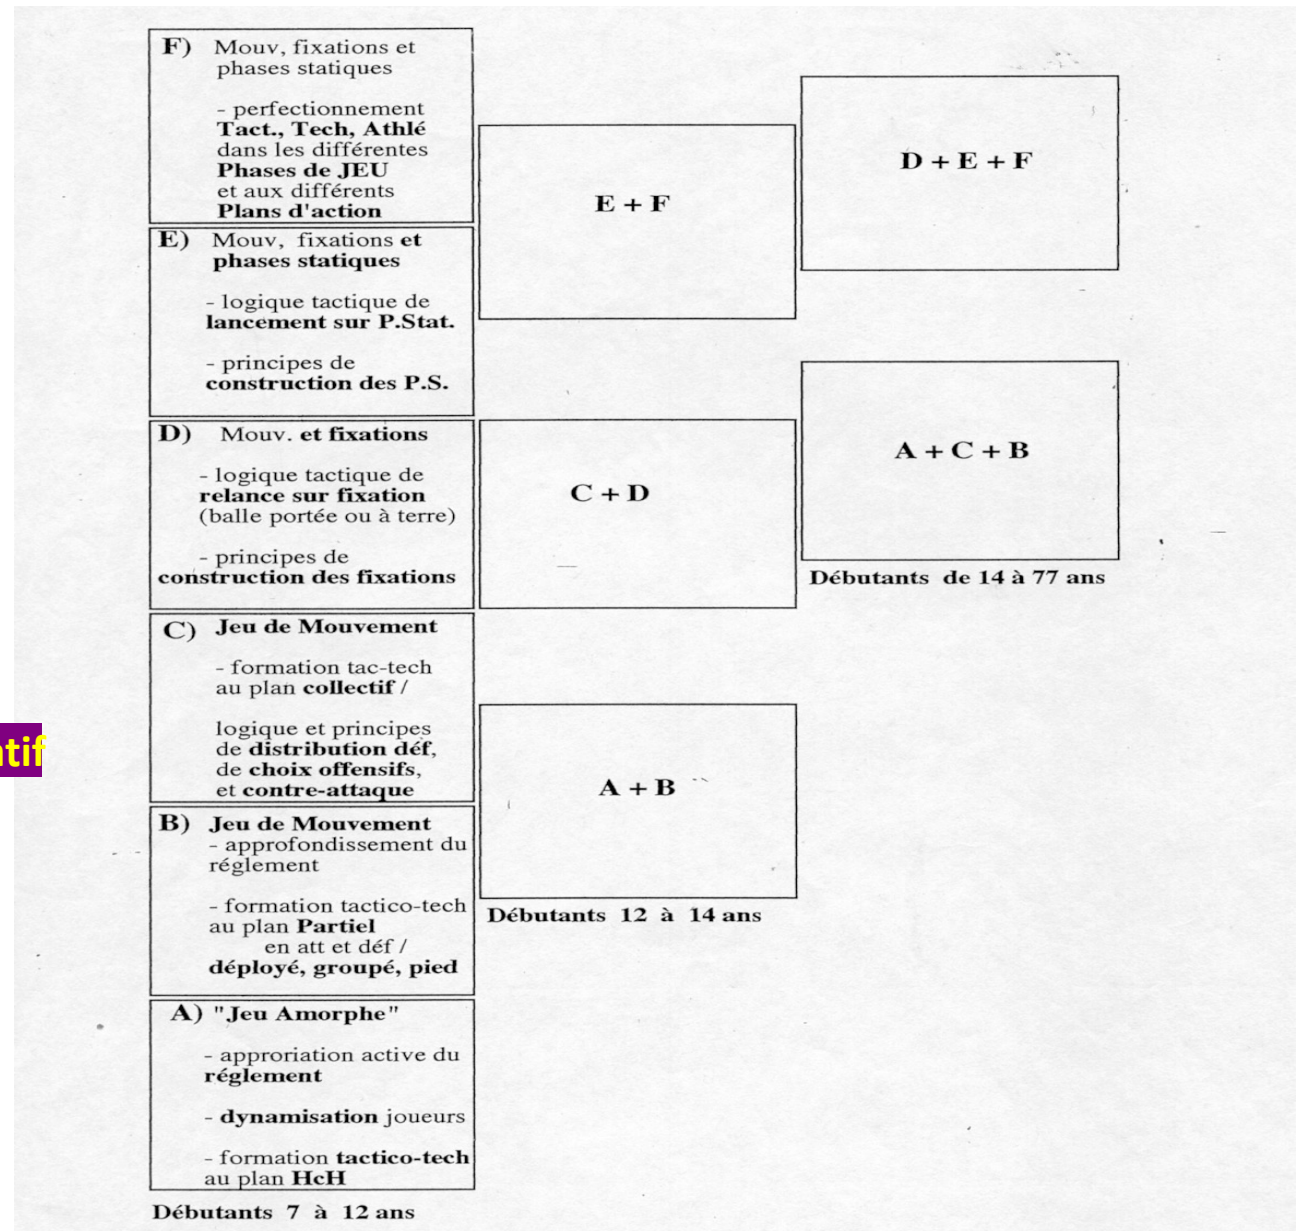 F) Mouv, fixations et
phases statiques
- perfectionnement
Tact., Tech, Athlé
dans les différentes
Phases de JEU
et aux différents
Plans d'action
E) Mouv, fixations et
phases statiques
- logique tactique de
lancement sur P.Stat.
- principes de
construction des P.S.
D) Mouv. et fixations
- logique tactique de
relance sur fixation
(balle portée ou à terre)
- principes de
construction des fixations
C) Jeu de Mouvement
- formation tac-tech
au plan collectif /
logique et principes
de distribution déf,
de choix offensifs,
et contre-attaque
B) Jeu de Mouvement
- approfondissement du
réglement
- formation tactico-tech
au plan Partiel
en att et déf /
déployé, groupé, pied
A) "Jeu Amorphe"
- approriation active du
réglement
- dynamisation joueurs
- formation tactico-tech
au plan HcH
Débutants 7 à 12 ans
E + F
C + D
A + B
Débutants 12 à 14 ans
D + E + F
A + C + B
Débutants de 14 à 77 ans